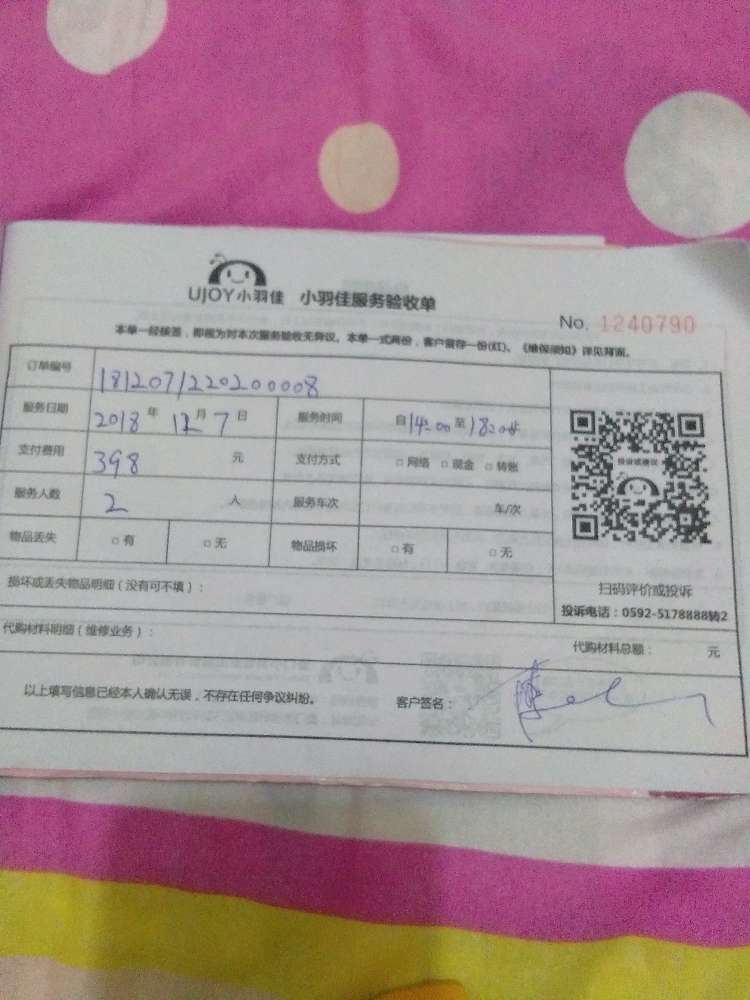 UJOY小羽佳 小羽佳服务验收单
No. 1240790
本单一经接签，即视为对本次服务验收无异议。本单一式两份，客户留存一份(红)、《维保须知》详见背面。
订单编号 181207122020008
服务日期 2018 年 12 月 7 日 服务时间 自 14:00 至 18:00
支付费用 398 元 支付方式 □ 网络 □ 现金 □ 转账
服务人数 2 人 服务车次 车/次
物品丢失 □ 有 □ 无 物品损坏 □ 有 □ 无
投诉或建议
扫码评价或投诉
投诉电话：0592-5178888转2
损坏或丢失物品明细（没有可不填）：
代购材料明细（维修业务）： 代购材料总额： 元
以上填写信息已经本人确认无误，不存在任何争议纠纷。 客户签名：